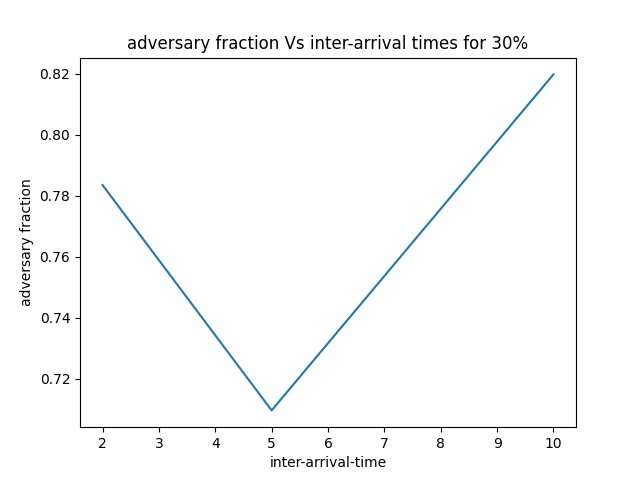 adversary fraction Vs inter-arrival times for 30%
0.82
0.80
0.78
0.76
0.74
0.72
adversary fraction
2 3 4 5 6 7 8 9 10
inter-arrival-time